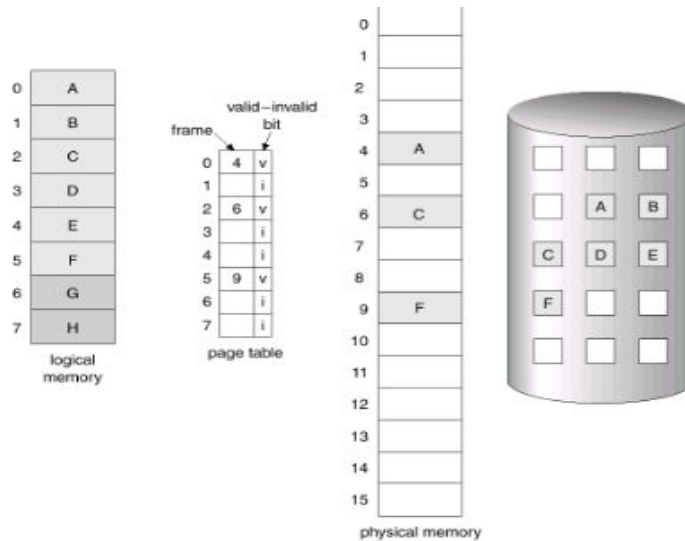 0 A
1 B
2 C
3 D
4 E
5 F
6 G
7 H
logical
memory
valid–invalid
bit
frame
0 4 v
1 i
2 6 v
3 i
4 i
5 9 v
6 i
7 i
page table
0
1
2
3
4 A
5
6 C
7
8
9 F
10
11
12
13
14
15
physical memory
A B
C D E
F